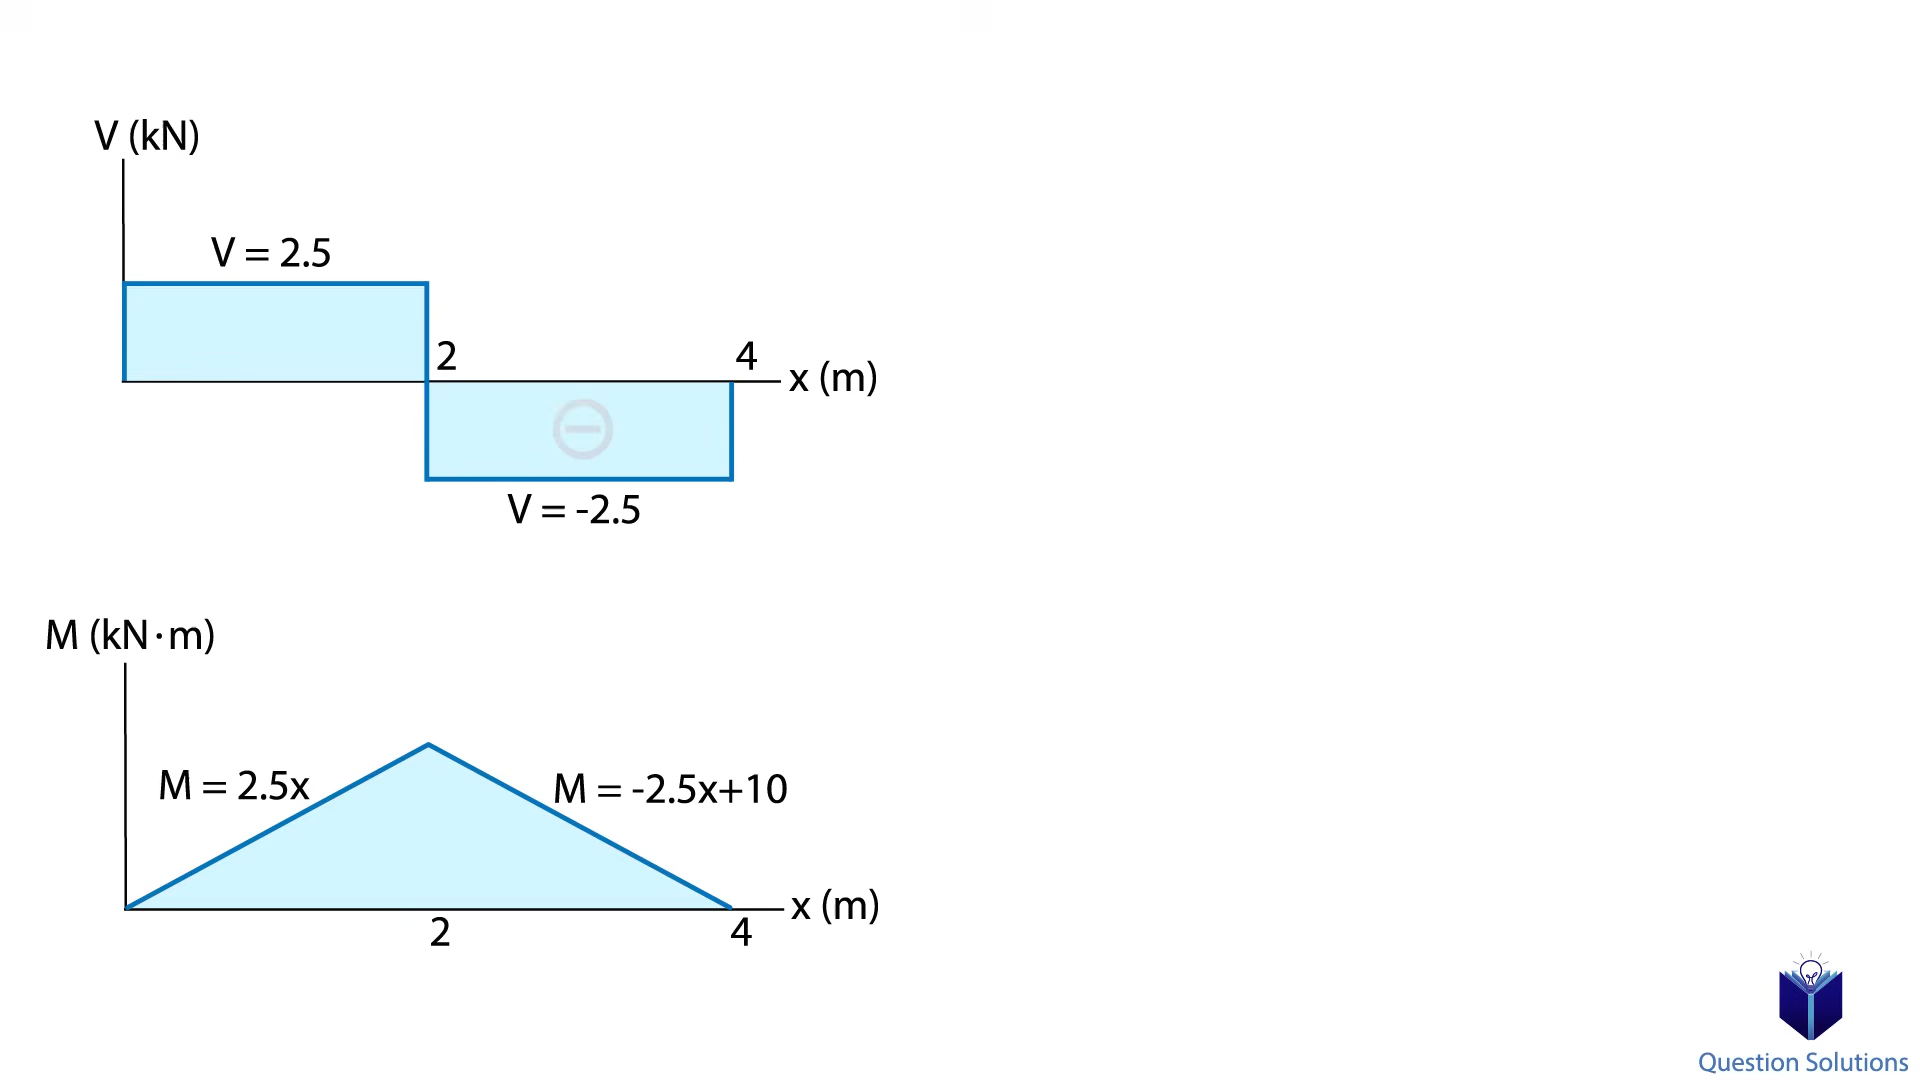 V (kN)
V = 2.5
2
4
x (m)
V = -2.5
M (kN·m)
M = 2.5x
M = -2.5x+10
x (m)
2
4
Question Solutions